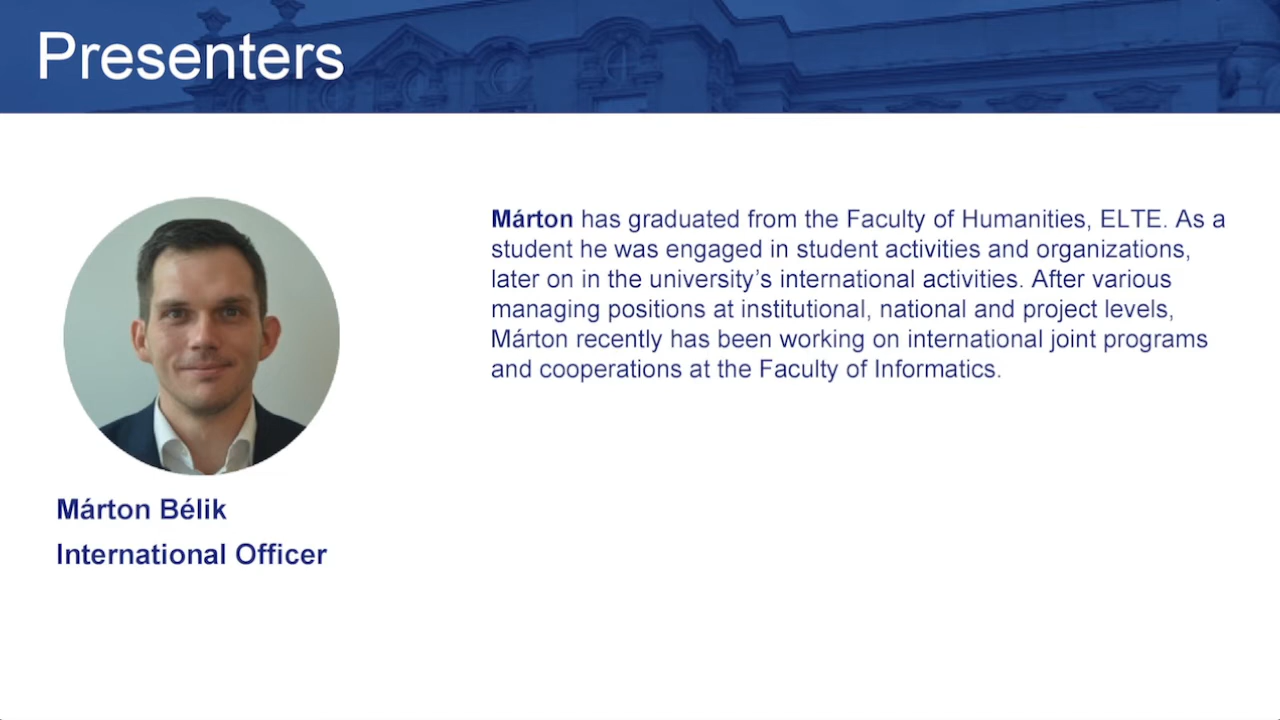 Presenters
Márton has graduated from the Faculty of Humanities, ELTE. As a
student he was engaged in student activities and organizations,
later on in the university’s international activities. After various
managing positions at institutional, national and project levels,
Márton recently has been working on international joint programs
and cooperations at the Faculty of Informatics.
Márton Bélik
International Officer